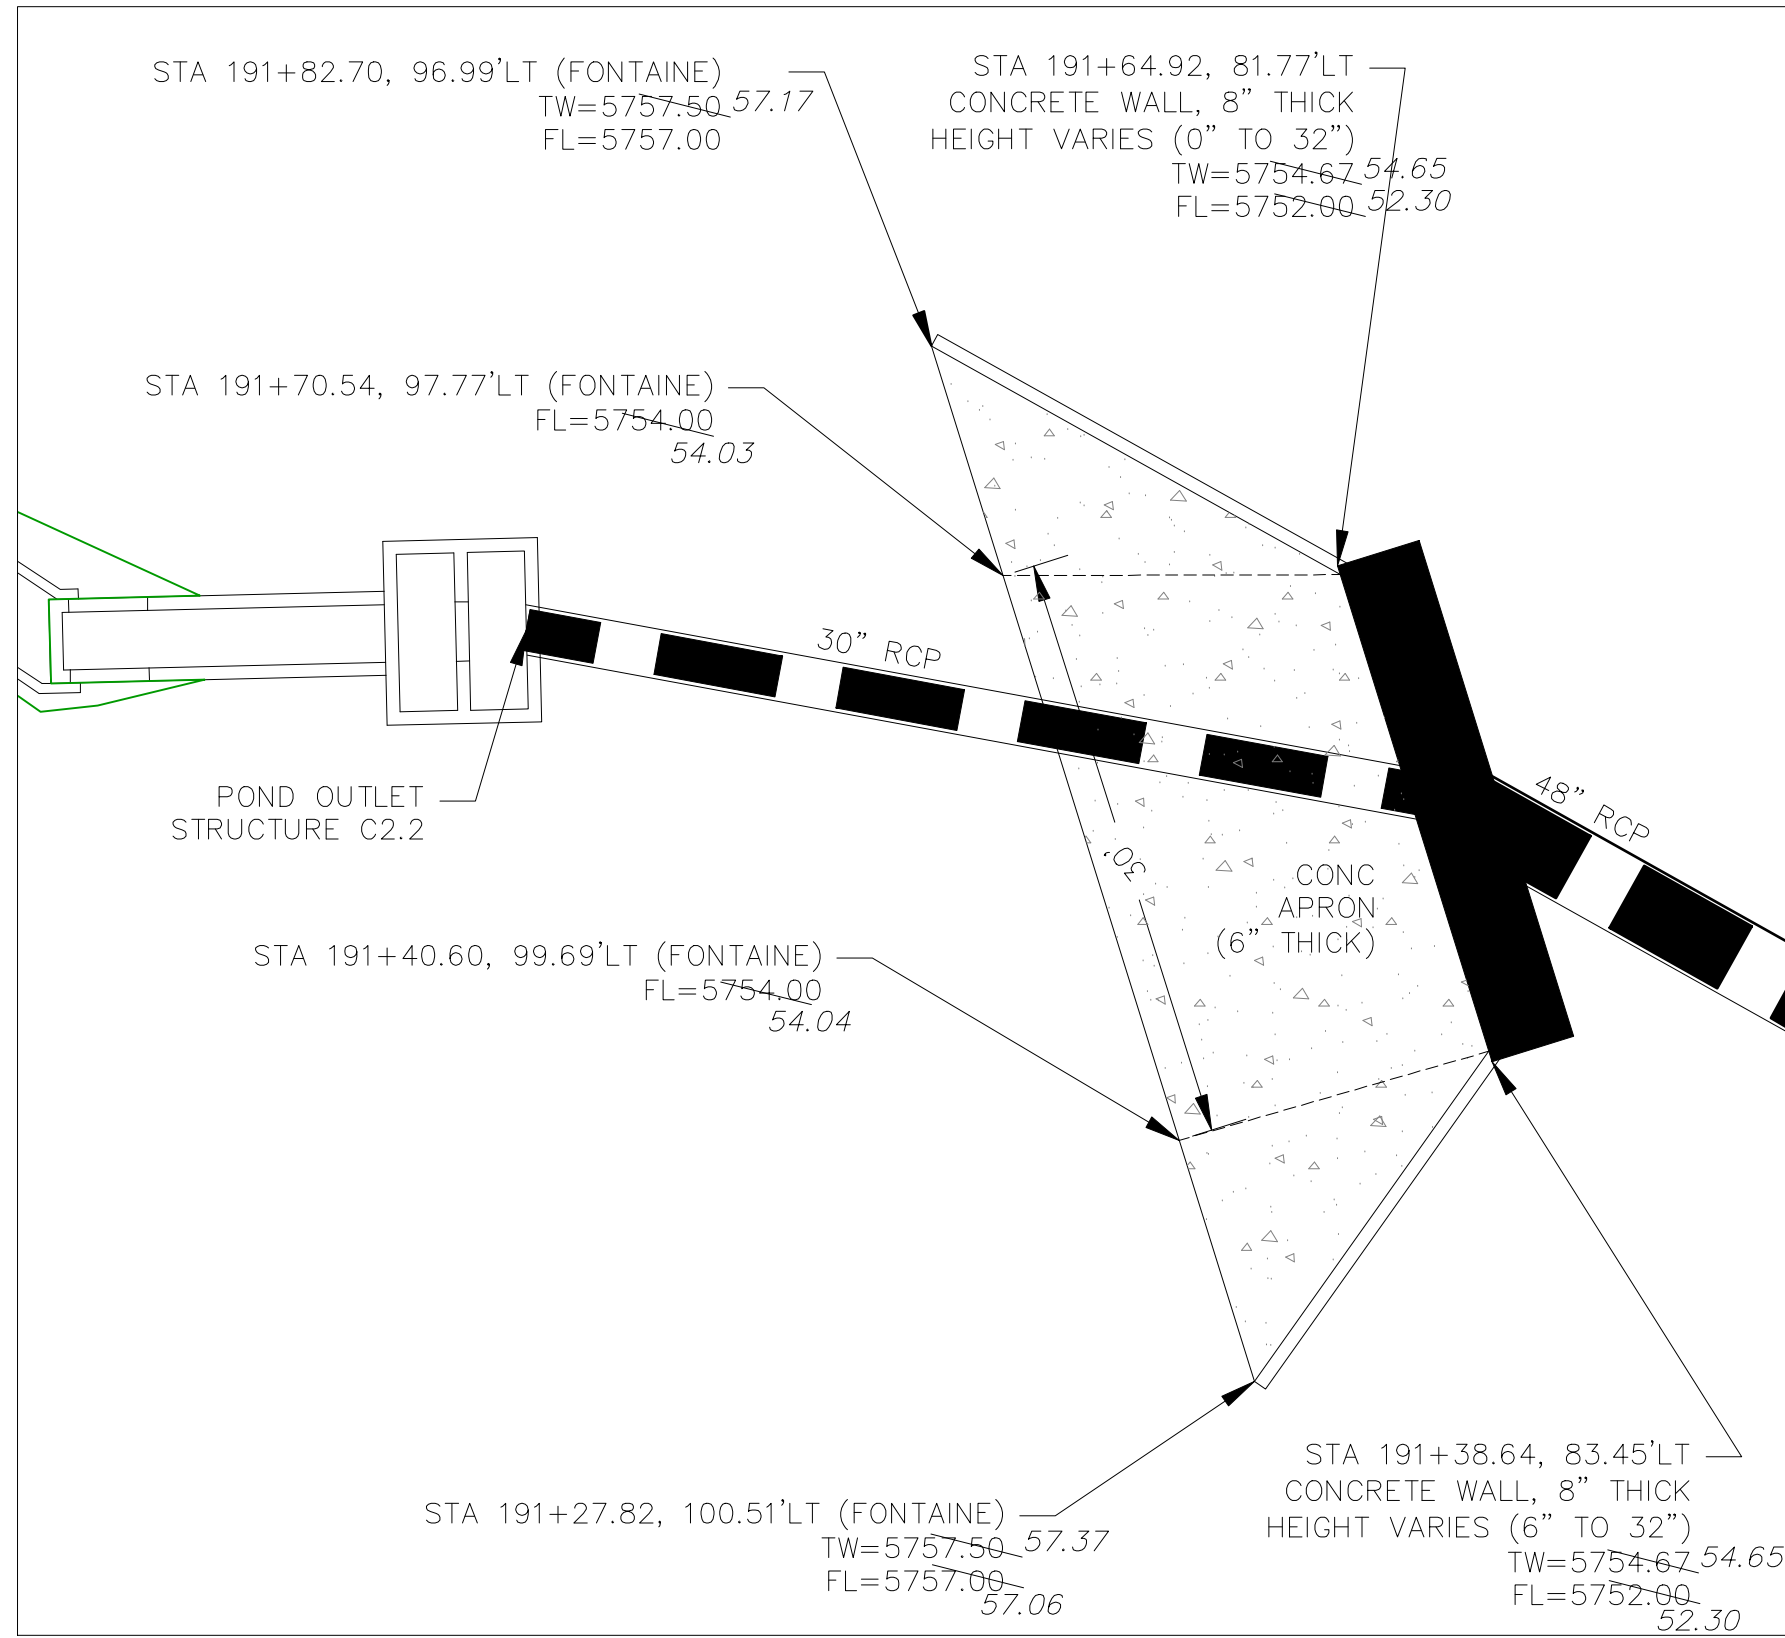 STA 191+82.70, 96.99'LT (FONTAINE)
TW=5757.50 57.17
FL=5757.00
STA 191+64.92, 81.77'LT
CONCRETE WALL, 8" THICK
HEIGHT VARIES (0" TO 32")
TW=5754.67 54.65
FL=5752.00 52.30
STA 191+70.54, 97.77'LT (FONTAINE)
FL=5754.00
54.03
30" RCP
POND OUTLET
STRUCTURE C2.2
48" RCP
30'
CONC
APRON
(6" THICK)
STA 191+40.60, 99.69'LT (FONTAINE)
FL=5754.00
54.04
STA 191+27.82, 100.51'LT (FONTAINE)
TW=5757.50 57.37
FL=5757.00
57.06
STA 191+38.64, 83.45'LT
CONCRETE WALL, 8" THICK
HEIGHT VARIES (6" TO 32")
TW=5754.67 54.65
FL=5752.00
52.30